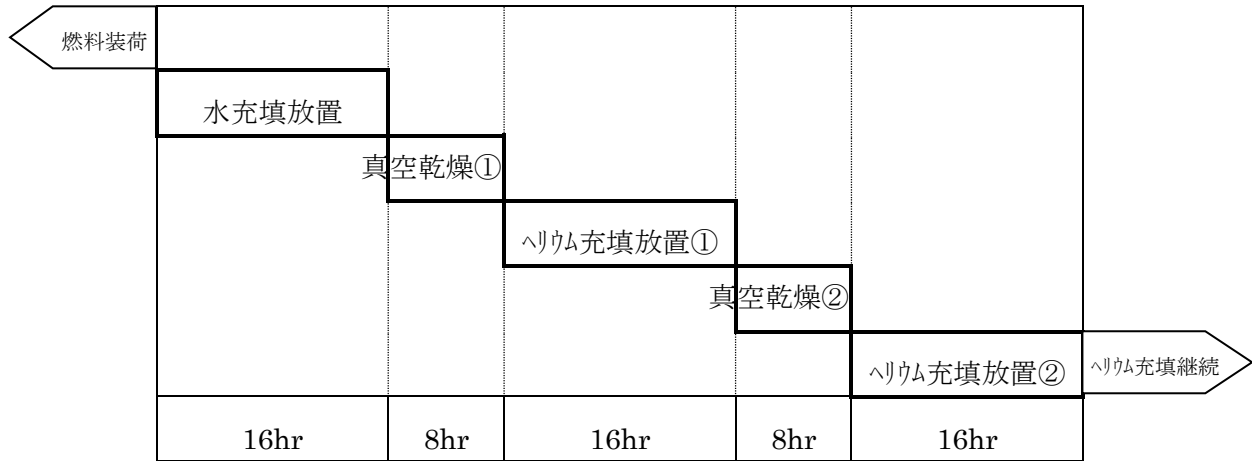 燃料装荷
水充填放置
真空乾燥①
ﾍﾘｳﾑ充填放置①
真空乾燥②
ﾍﾘｳﾑ充填放置②
ﾍﾘｳﾑ充填継続
16hr
8hr
16hr
8hr
16hr